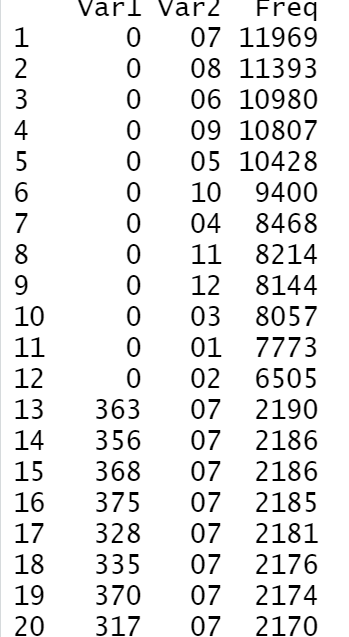 Var1 Var2 Freq
1 0 07 11969
2 0 08 11393
3 0 06 10980
4 0 09 10807
5 0 05 10428
6 0 10 9400
7 0 04 8468
8 0 11 8214
9 0 12 8144
10 0 03 8057
11 0 01 7773
12 0 02 6505
13 363 07 2190
14 356 07 2186
15 368 07 2186
16 375 07 2185
17 328 07 2181
18 335 07 2176
19 370 07 2174
20 317 07 2170